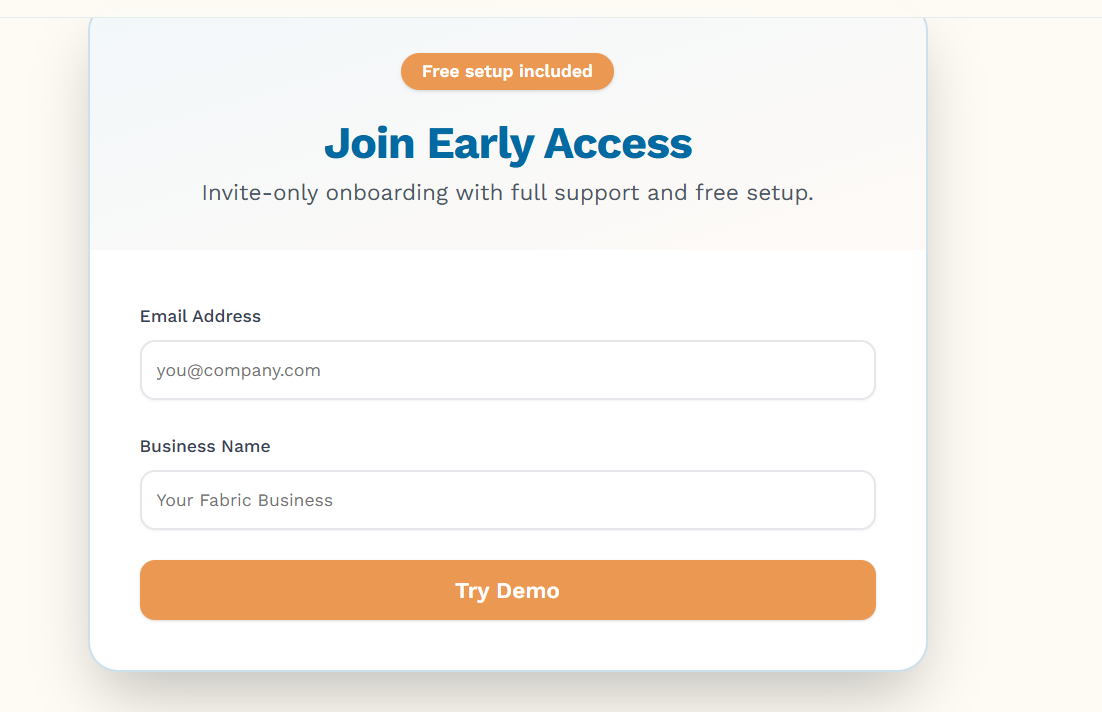 Free setup included
Join Early Access
Invite-only onboarding with full support and free setup.
Email Address
you@company.com
Business Name
Your Fabric Business
Try Demo